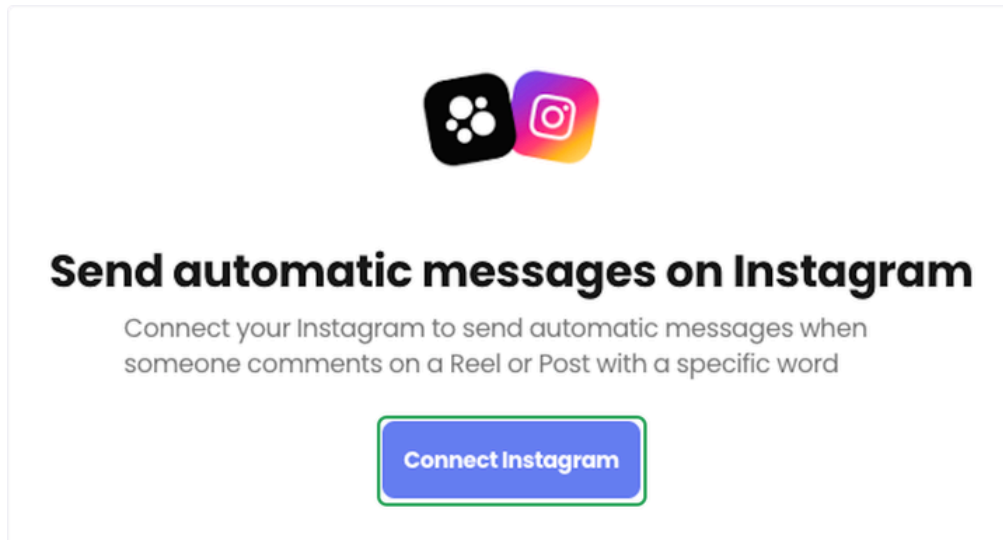 Send automatic messages on Instagram
Connect your Instagram to send automatic messages when
someone comments on a Reel or Post with a specific word
Connect Instagram